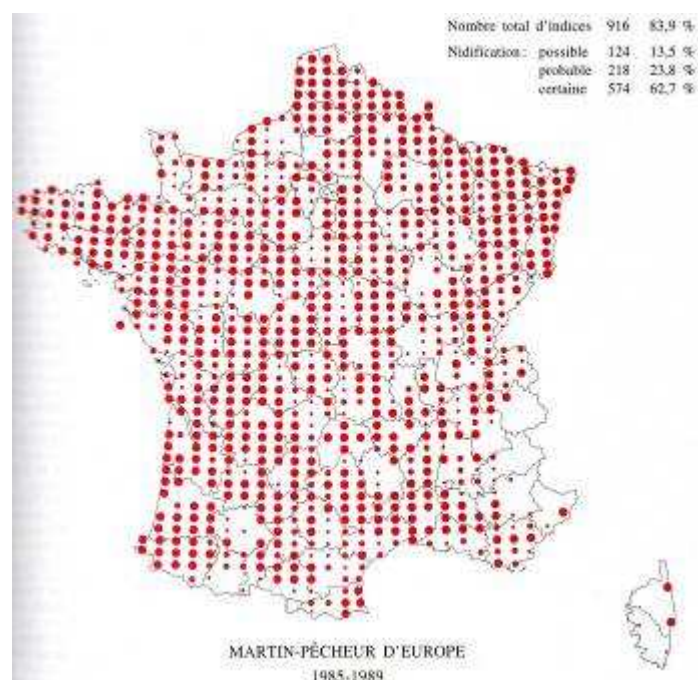 Nombre total d'indices 916 83,9 %
Nidification: possible 124 13,5 %
probable 218 23,8 %
certaine 574 62,7 %
MARTIN-PÊCHEUR D'EUROPE
1985-1989